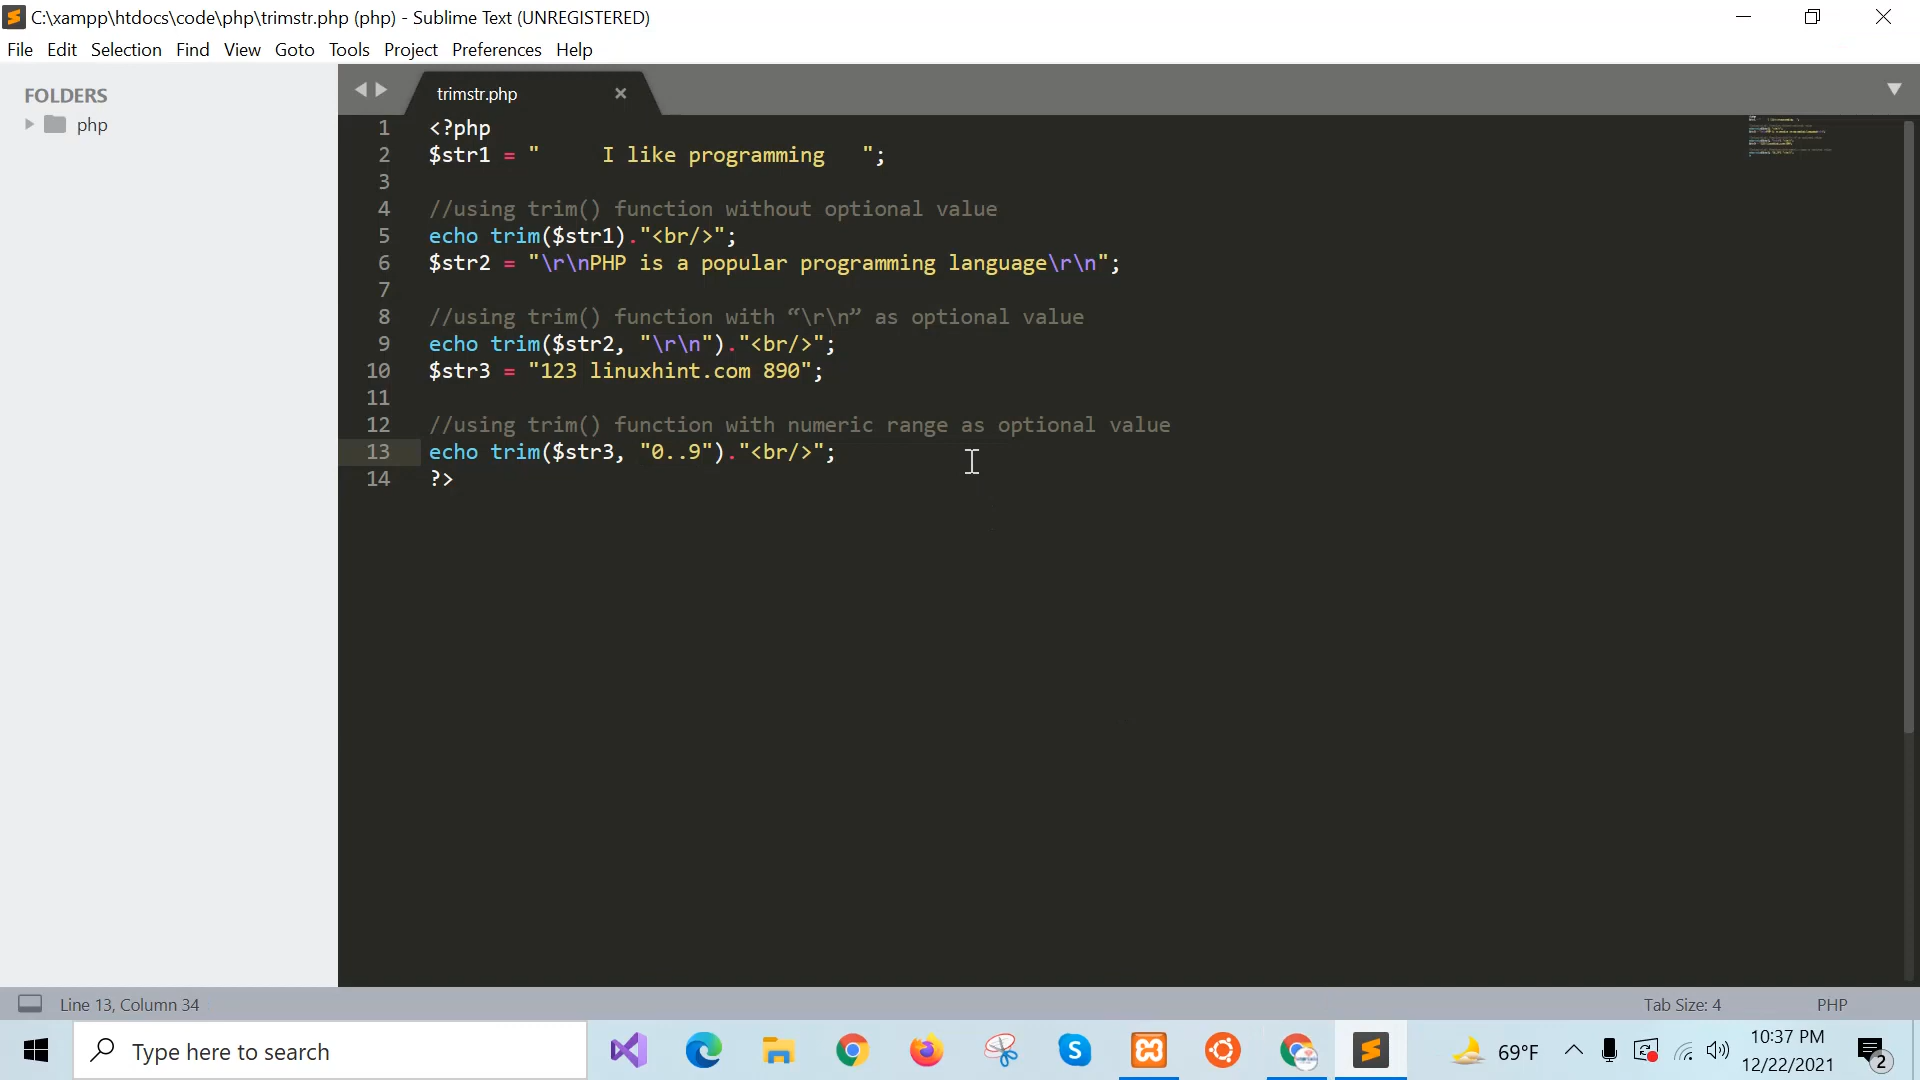 C:\xampp\htdocs\code\php\trimstr.php (php) - Sublime Text (UNREGISTERED)
File Edit Selection Find View Goto Tools Project Preferences Help
FOLDERS
php
trimstr.php
1 <?php
2 $str1 = "     I like programming   ";
3
4 //using trim() function without optional value
5 echo trim($str1)."<br/>";
6 $str2 = "\r\nPHP is a popular programming language\r\n";
7
8 //using trim() function with “\r\n” as optional value
9 echo trim($str2, "\r\n")."<br/>";
10 $str3 = "123 linuxhint.com 890";
11
12 //using trim() function with numeric range as optional value
13 echo trim($str3, "0..9")."<br/>";
14 ?>
Line 13, Column 34
Tab Size: 4
PHP
Type here to search
69°F
10:37 PM
12/22/2021
2